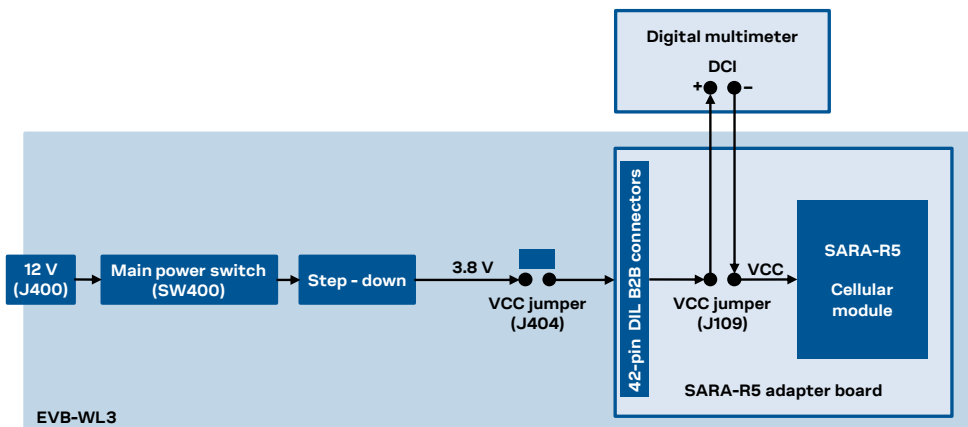 Digital multimeter
DCI
+ −
12 V
(J400)
Main power switch
(SW400)
Step - down
3.8 V
VCC jumper
(J404)
42-pin DIL B2B connectors
VCC jumper
(J109)
VCC
SARA-R5
Cellular
module
SARA-R5 adapter board
EVB-WL3